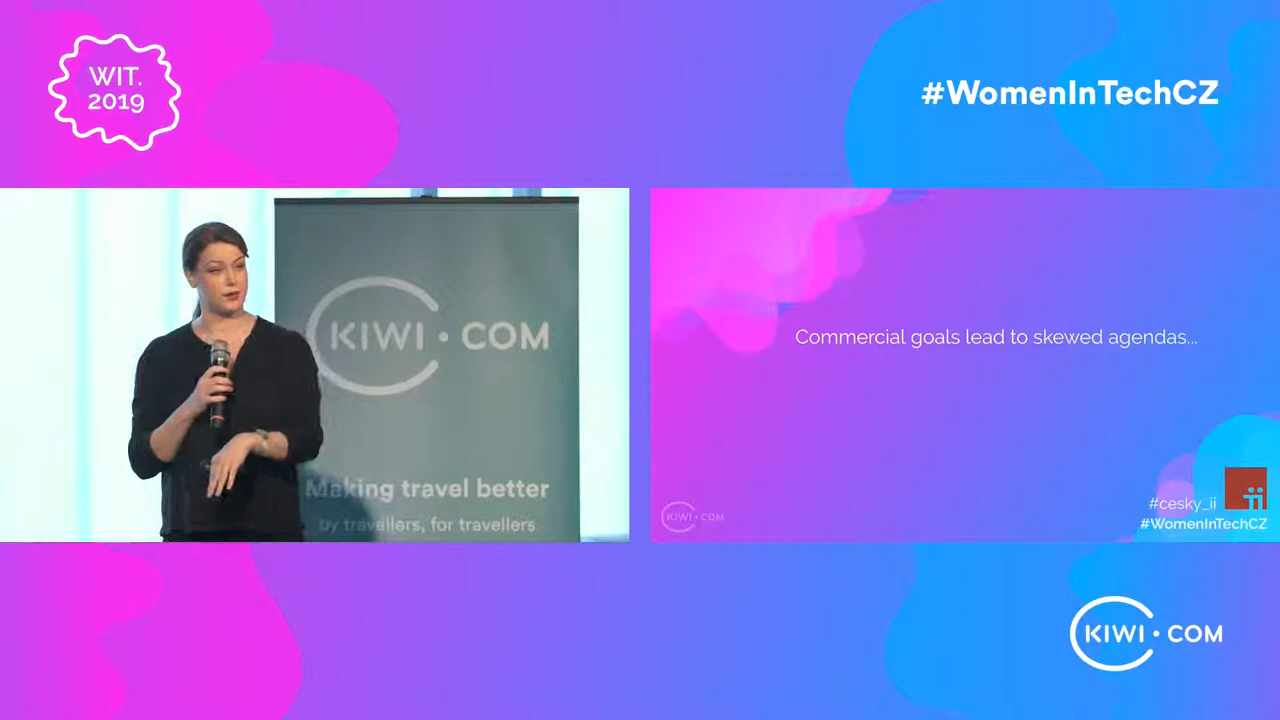 WIT.
2019
#WomenInTechCZ
KIWI.COM
Making travel better
by travellers, for travellers
Commercial goals lead to skewed agendas...
KIWI.COM
#cesky_ii
#WomenInTechCZ
KIWI.COM